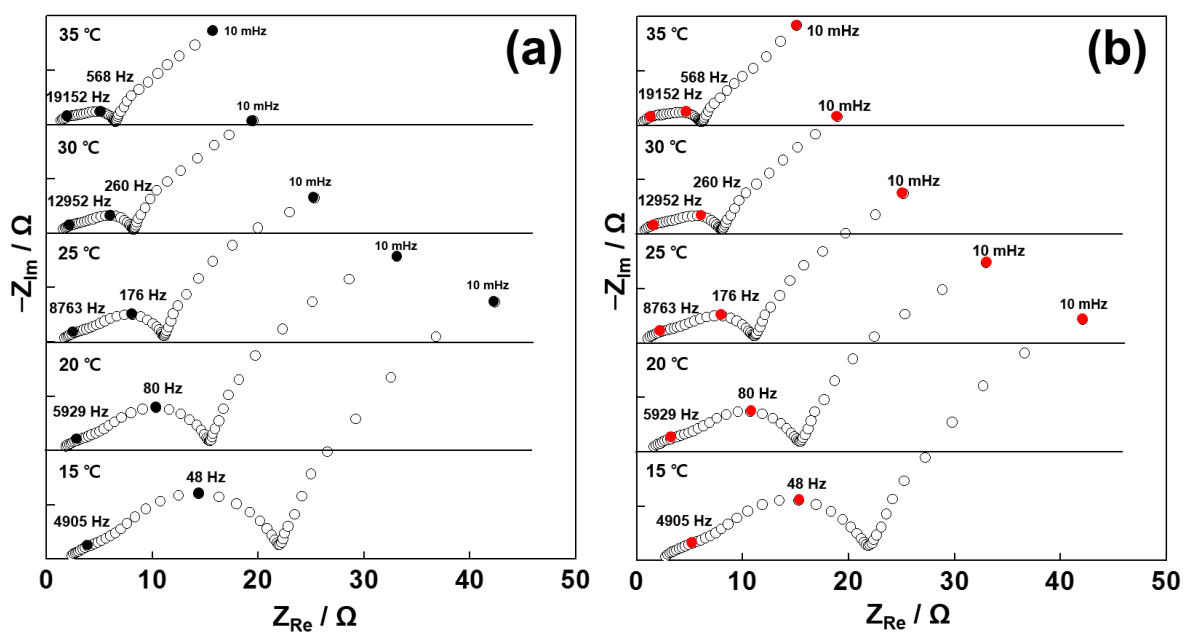 (a)
35 ℃
10 mHz
568 Hz
19152 Hz
10 mHz
30 ℃
260 Hz
12952 Hz
10 mHz
25 ℃
176 Hz
8763 Hz
10 mHz
10 mHz
20 ℃
80 Hz
5929 Hz
15 ℃
48 Hz
4905 Hz
0 10 20 30 40 50
Z Re / Ω
–Z Im / Ω
(b)
35 ℃
10 mHz
568 Hz
19152 Hz
10 mHz
30 ℃
260 Hz
12952 Hz
10 mHz
25 ℃
176 Hz
8763 Hz
10 mHz
10 mHz
20 ℃
80 Hz
5929 Hz
15 ℃
48 Hz
4905 Hz
0 10 20 30 40 50
Z Re / Ω
–Z Im / Ω